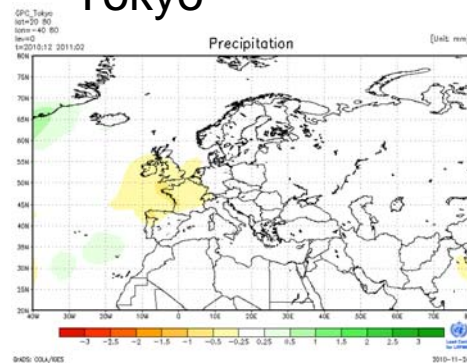 Tokyo
GPC_Tokyo
lat=20 80
lon=-40 80
lev=0
t=2010:12 2011:02
Precipitation
[Unit: mm
80N
75N
70N
65N
60N
55N
50N
45N
40N
35N
30N
25N
20N
40W 30W 20W 10W 0 10E 20E 30E 40E 50E 60E 70E
-3 -2.5 -2 -1.5 -1 -0.5 -0.25 0.25 0.5 1 1.5 2 2.5 3
GrADS: COLA/IGES
2010-11-2